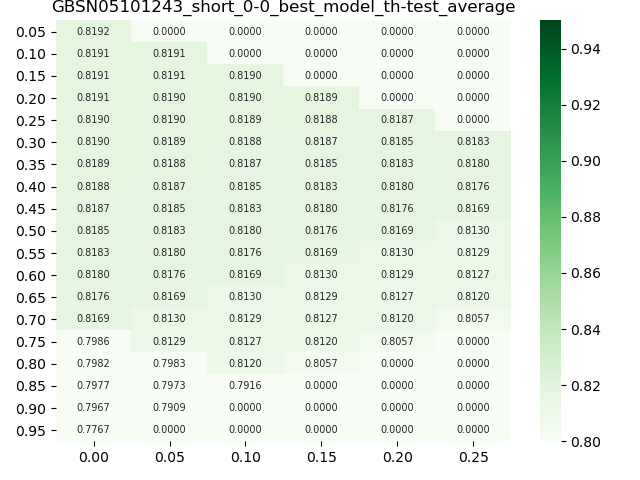 GBSN05101243_short_0-0_best_model_th-test_average
0.05 0.8192 0.0000 0.0000 0.0000 0.0000 0.0000
0.10 0.8191 0.8191 0.0000 0.0000 0.0000 0.0000
0.15 0.8191 0.8191 0.8190 0.0000 0.0000 0.0000
0.20 0.8191 0.8190 0.8190 0.8189 0.0000 0.0000
0.25 0.8190 0.8190 0.8189 0.8188 0.8187 0.0000
0.30 0.8190 0.8189 0.8188 0.8187 0.8185 0.8183
0.35 0.8189 0.8188 0.8187 0.8185 0.8183 0.8180
0.40 0.8188 0.8187 0.8185 0.8183 0.8180 0.8176
0.45 0.8187 0.8185 0.8183 0.8180 0.8176 0.8169
0.50 0.8185 0.8183 0.8180 0.8176 0.8169 0.8130
0.55 0.8183 0.8180 0.8176 0.8169 0.8130 0.8129
0.60 0.8180 0.8176 0.8169 0.8130 0.8129 0.8127
0.65 0.8176 0.8169 0.8130 0.8129 0.8127 0.8120
0.70 0.8169 0.8130 0.8129 0.8127 0.8120 0.8057
0.75 0.7986 0.8129 0.8127 0.8120 0.8057 0.0000
0.80 0.7982 0.7983 0.8120 0.8057 0.0000 0.0000
0.85 0.7977 0.7973 0.7916 0.0000 0.0000 0.0000
0.90 0.7967 0.7909 0.0000 0.0000 0.0000 0.0000
0.95 0.7767 0.0000 0.0000 0.0000 0.0000 0.0000
0.00 0.05 0.10 0.15 0.20 0.25
0.94
0.92
0.90
0.88
0.86
0.84
0.82
0.80